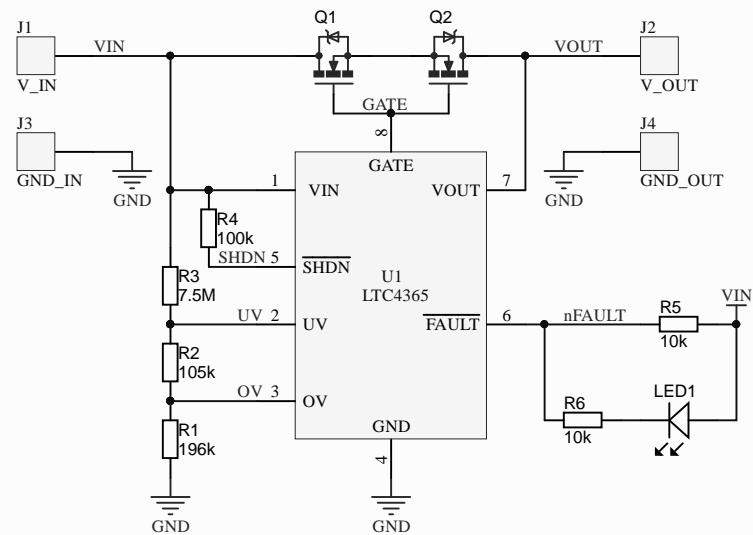 J1
VIN
V_IN
Q1
Q2
VOUT
J2
V_OUT
J3
GND_IN
GND
GATE
8
J4
GND_OUT
GND
GATE
1
VIN
VOUT
7
R4
100k
SHDN 5
SHDN
U1
LTC4365
R3
7.5M
UV 2
UV
FAULT
6
nFAULT
R5
10k
VIN
R2
105k
OV 3
OV
R6
10k
LED1
R1
196k
GND
4
GND
GND